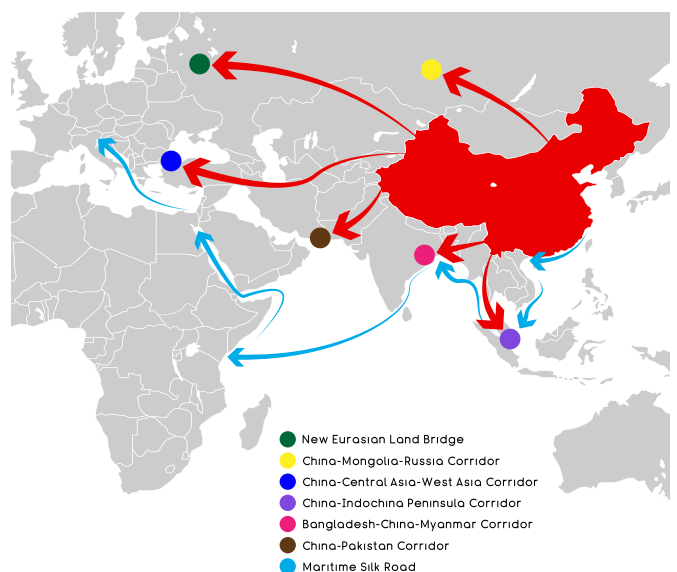 New Eurasian Land Bridge
China-Mongolia-Russia Corridor
China-Central Asia-West Asia Corridor
China-Indochina Peninsula Corridor
Bangladesh-China-Myanmar Corridor
China-Pakistan Corridor
Maritime Silk Road